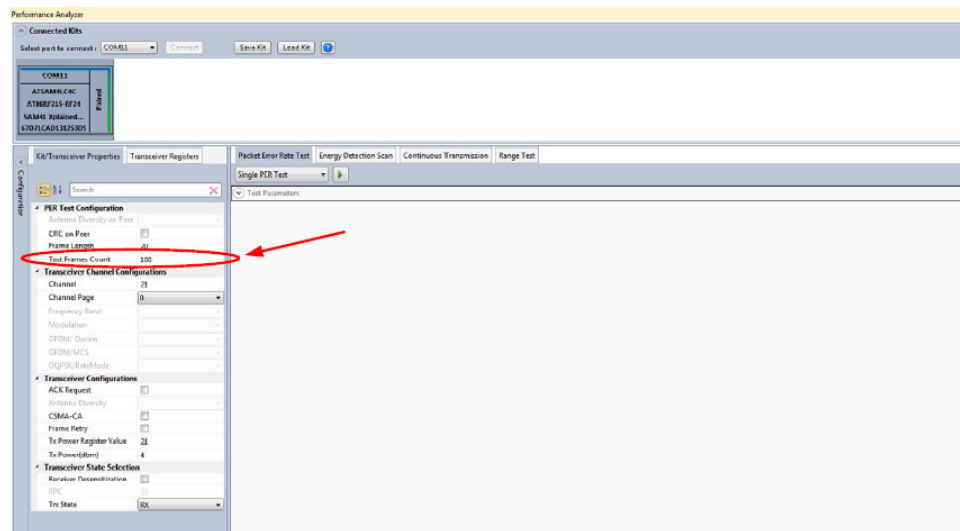 Performance Analyzer
Connected Kits
Select port to connect : COM11 Connect Save Kit Load Kit
COM11
ATSAM4LC4C
AT86RF215-RF24
SAM4L Xplained...
67D71CAD131253D5
Paired
Configuration
Kit/Transceiver Properties Transceiver Registers
Packet Error Rate Test Energy Detection Scan Continuous Transmission Range Test
Single PER Test
Search
Test Parameters
PER Test Configuration
Antenna Diversity on Peer
CRC on Peer
Frame Length 20
Test Frames Count 100
Transceiver Channel Configurations
Channel 21
Channel Page 0
Frequency Band
Modulation
OFDM/ Option
OFDM/MCS
OQPSK/RateMode
Transceiver Configurations
ACK Request
Antenna Diversity
CSMA-CA
Frame Retry
Tx Power Register Value 21
Tx Power(dbm) 4
Transceiver State Selection
Receiver Desensitization
RPC
Trx State RX